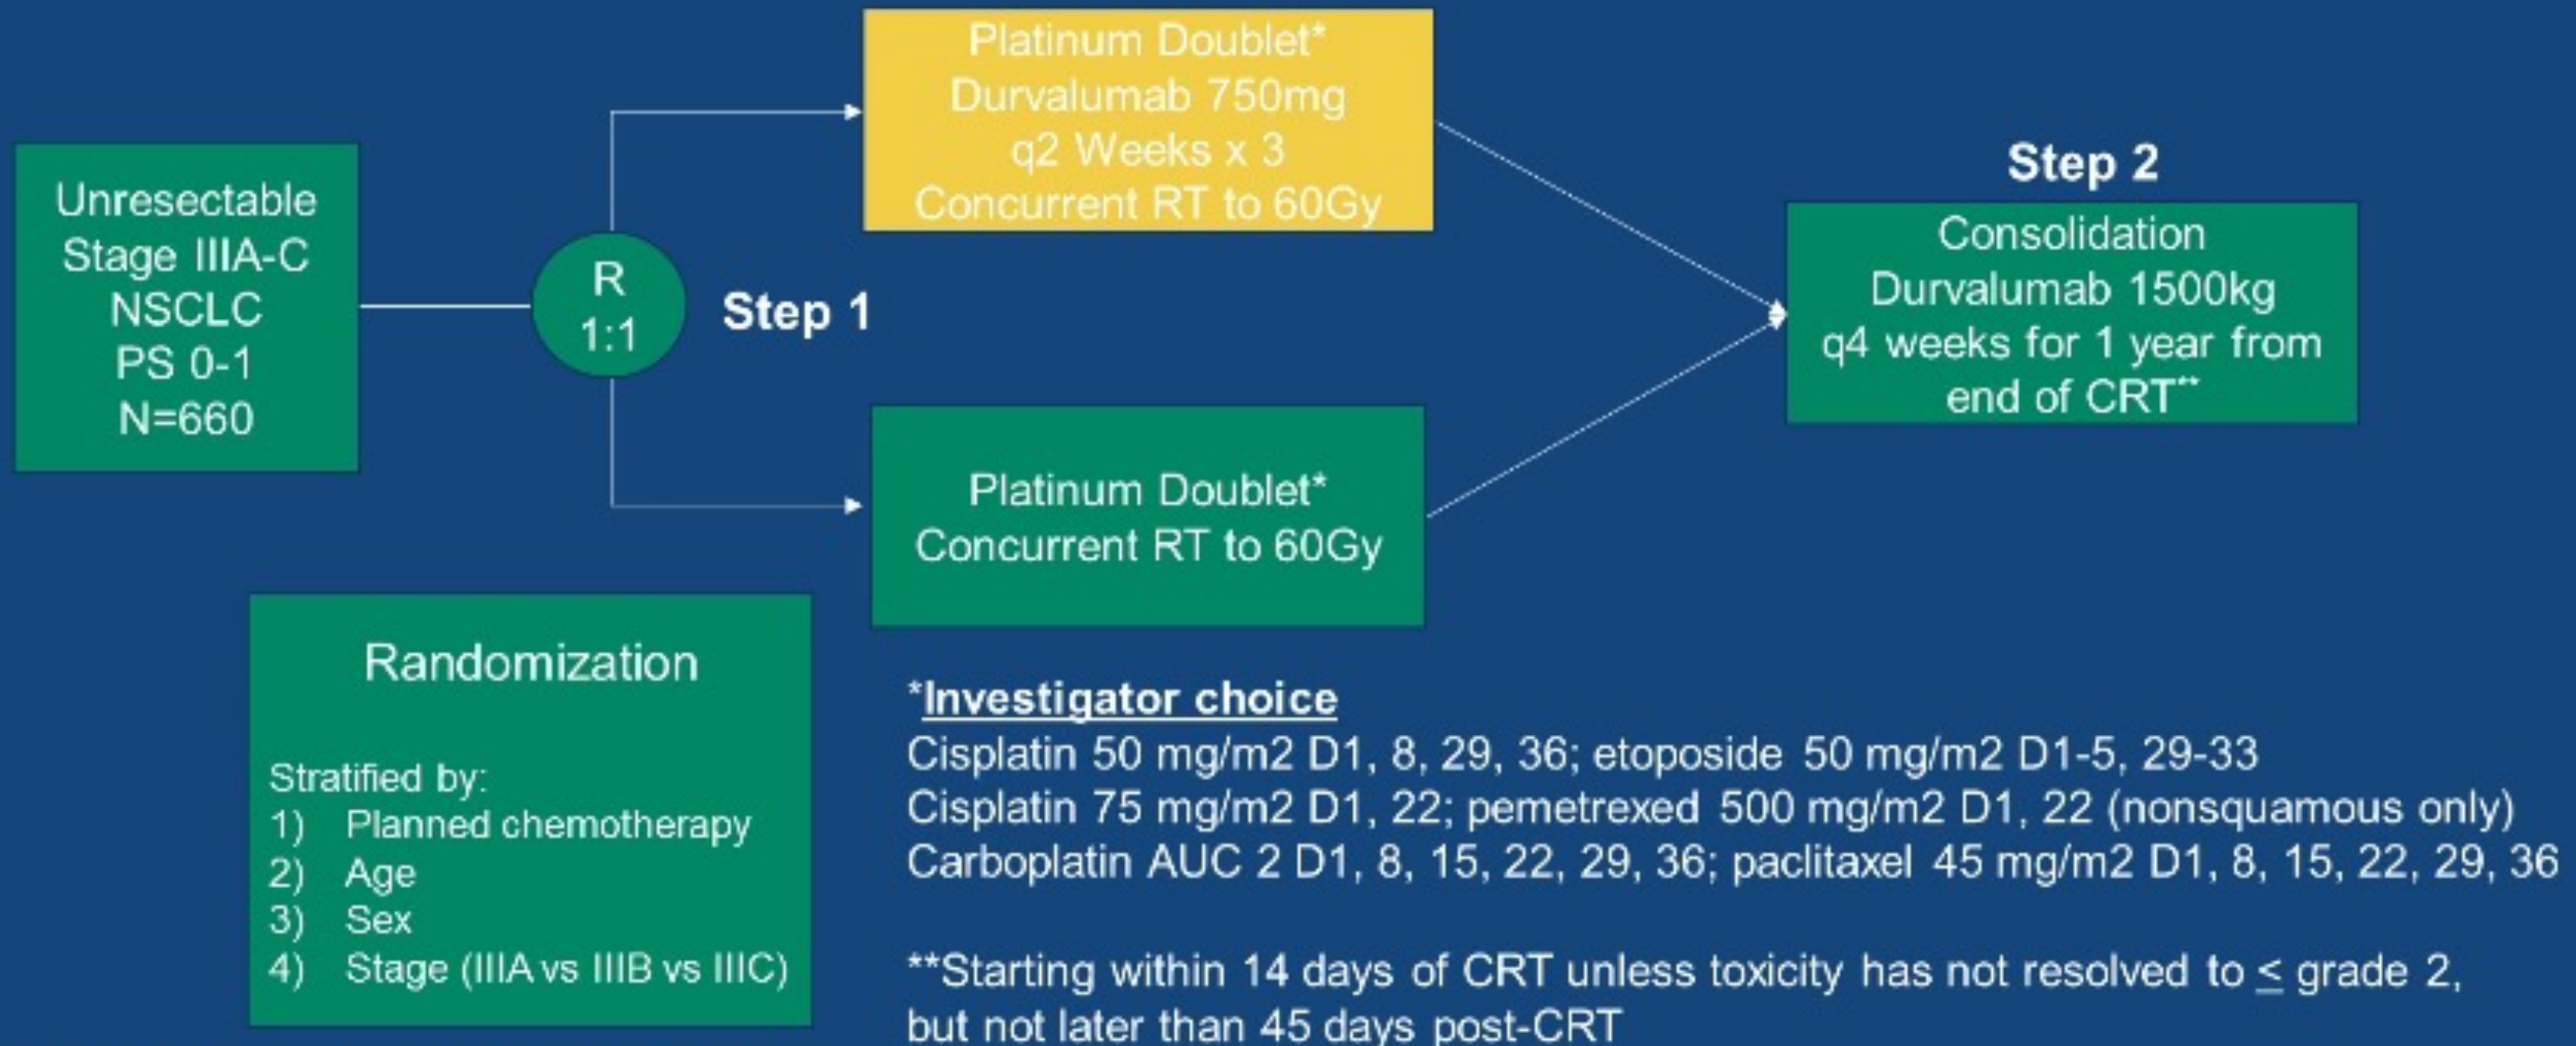 Unresectable
Stage IIIA-C
NSCLC
PS 0-1
N=660
R
1:1
Step 1
Platinum Doublet*
Durvalumab 750mg
q2 Weeks x 3
Concurrent RT to 60Gy
Platinum Doublet*
Concurrent RT to 60Gy
Step 2
Consolidation
Durvalumab 1500kg
q4 weeks for 1 year from
end of CRT**
Randomization
Stratified by:
1) Planned chemotherapy
2) Age
3) Sex
4) Stage (IIIA vs IIIB vs IIIC)
*Investigator choice
Cisplatin 50 mg/m2 D1, 8, 29, 36; etoposide 50 mg/m2 D1-5, 29-33
Cisplatin 75 mg/m2 D1, 22; pemetrexed 500 mg/m2 D1, 22 (nonsquamous only)
Carboplatin AUC 2 D1, 8, 15, 22, 29, 36; paclitaxel 45 mg/m2 D1, 8, 15, 22, 29, 36
**Starting within 14 days of CRT unless toxicity has not resolved to ≤ grade 2,
but not later than 45 days post-CRT